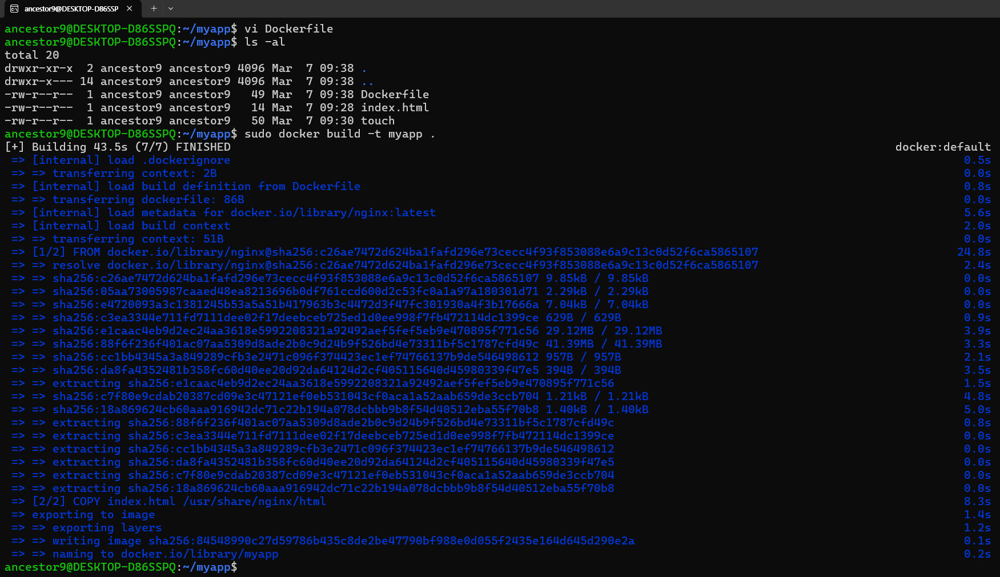 ancestor9@DESKTOP-D86SSP
ancestor9@DESKTOP-D86SSPQ:~/myapp$ vi Dockerfile
ancestor9@DESKTOP-D86SSPQ:~/myapp$ ls -al
total 20
drwxr-xr-x  2 ancestor9 ancestor9 4096 Mar  7 09:38 .
drwxr-x--- 14 ancestor9 ancestor9 4096 Mar  7 09:38 ..
-rw-r--r--  1 ancestor9 ancestor9   49 Mar  7 09:38 Dockerfile
-rw-r--r--  1 ancestor9 ancestor9   14 Mar  7 09:28 index.html
-rw-r--r--  1 ancestor9 ancestor9   50 Mar  7 09:30 touch
ancestor9@DESKTOP-D86SSPQ:~/myapp$ sudo docker build -t myapp .
[+] Building 43.5s (7/7) FINISHED docker:default
=> [internal] load .dockerignore 0.5s
=> => transferring context: 2B 0.0s
=> [internal] load build definition from Dockerfile 0.8s
=> => transferring dockerfile: 86B 0.0s
=> [internal] load metadata for docker.io/library/nginx:latest 5.6s
=> [internal] load build context 2.0s
=> => transferring context: 51B 0.0s
=> [1/2] FROM docker.io/library/nginx@sha256:c26ae7472d624ba1fafd296e73cecc4f93f853088e6a9c13c0d52f6ca5865107 24.8s
=> => resolve docker.io/library/nginx@sha256:c26ae7472d624ba1fafd296e73cecc4f93f853088e6a9c13c0d52f6ca5865107 2.4s
=> => sha256:c26ae7472d624ba1fafd296e73cecc4f93f853088e6a9c13c0d52f6ca5865107 9.85kB / 9.85kB 0.0s
=> => sha256:05aa73005987caaed48ea8213696b0df761ccd600d2c53fc0a1a97a180301d71 2.29kB / 2.29kB 0.0s
=> => sha256:e4720093a3c1381245b53a5a51b417963b3c4472d3f47fc301930a4f3b17666a 7.04kB / 7.04kB 0.0s
=> => sha256:c3ea3344e711fd7111dee02f17deebceb725ed1d0ee998f7fb472114dc1399ce 629B / 629B 0.9s
=> => sha256:e1caac4eb9d2ec24aa3618e5992208321a92492aef5fef5eb9e470895f771c56 29.12MB / 29.12MB 3.9s
=> => sha256:88f6f236f401ac07aa5309d8ade2b0c9d24b9f526bd4e73311bf5c1787cfd49c 41.39MB / 41.39MB 3.3s
=> => sha256:cc1bb4345a3a849289cfb3e2471c096f374423ec1ef74766137b9de546498612 957B / 957B 2.1s
=> => sha256:da8fa4352481b358fc60d40ee20d92da64124d2cf405115640d45980339f47e5 394B / 394B 3.5s
=> => extracting sha256:e1caac4eb9d2ec24aa3618e5992208321a92492aef5fef5eb9e470895f771c56 1.5s
=> => sha256:c7f80e9cdab20387cd09e3c47121ef0eb531043cf0aca1a52aab659de3ccb704 1.21kB / 1.21kB 4.8s
=> => sha256:18a869624cb60aaa916942dc71c22b194a078dcbbb9b8f54d40512eba55f70b8 1.40kB / 1.40kB 5.0s
=> => extracting sha256:88f6f236f401ac07aa5309d8ade2b0c9d24b9f526bd4e73311bf5c1787cfd49c 0.8s
=> => extracting sha256:c3ea3344e711fd7111dee02f17deebceb725ed1d0ee998f7fb472114dc1399ce 0.0s
=> => extracting sha256:cc1bb4345a3a849289cfb3e2471c096f374423ec1ef74766137b9de546498612 0.0s
=> => extracting sha256:da8fa4352481b358fc60d40ee20d92da64124d2cf405115640d45980339f47e5 0.0s
=> => extracting sha256:c7f80e9cdab20387cd09e3c47121ef0eb531043cf0aca1a52aab659de3ccb704 0.0s
=> => extracting sha256:18a869624cb60aaa916942dc71c22b194a078dcbbb9b8f54d40512eba55f70b8 0.0s
=> [2/2] COPY index.html /usr/share/nginx/html 8.3s
=> exporting to image 1.4s
=> => exporting layers 1.2s
=> => writing image sha256:84548990c27d59786b435c8de2be47790bf988e0d055f2435e164d645d290e2a 0.1s
=> => naming to docker.io/library/myapp 0.2s
ancestor9@DESKTOP-D86SSPQ:~/myapp$